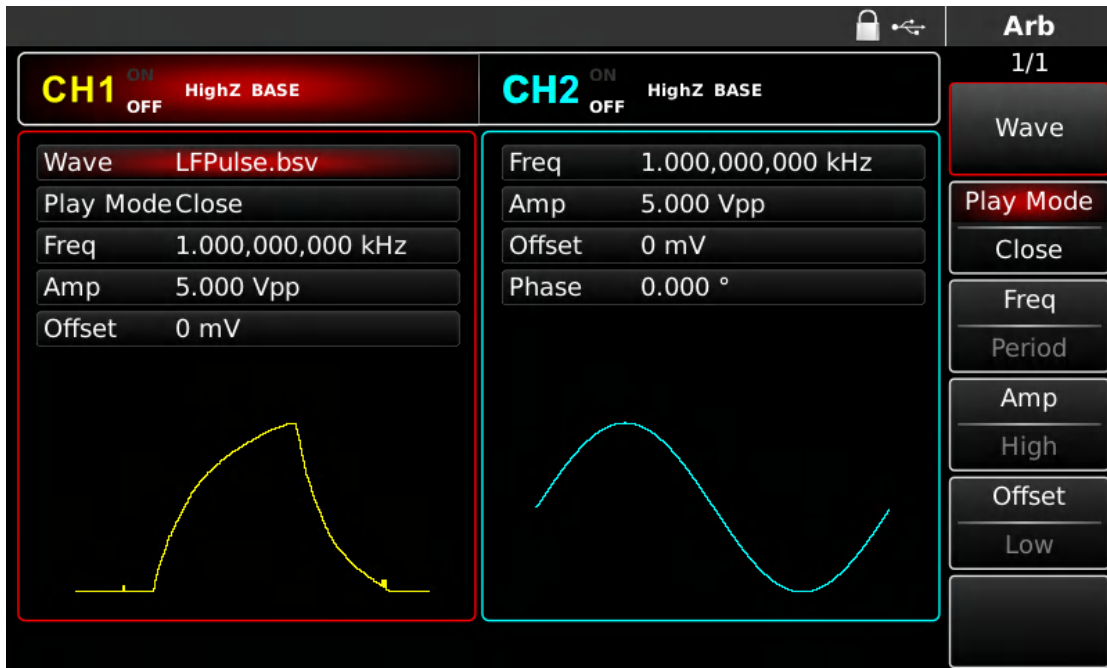 Arb
1/1
CH1 ON OFF HighZ BASE
CH2 ON OFF HighZ BASE
Wave LFPulse.bsv
Play Mode Close
Freq 1.000,000,000 kHz
Amp 5.000 Vpp
Offset 0 mV
Freq 1.000,000,000 kHz
Amp 5.000 Vpp
Offset 0 mV
Phase 0.000 °
Wave
Play Mode
Close
Freq
Period
Amp
High
Offset
Low